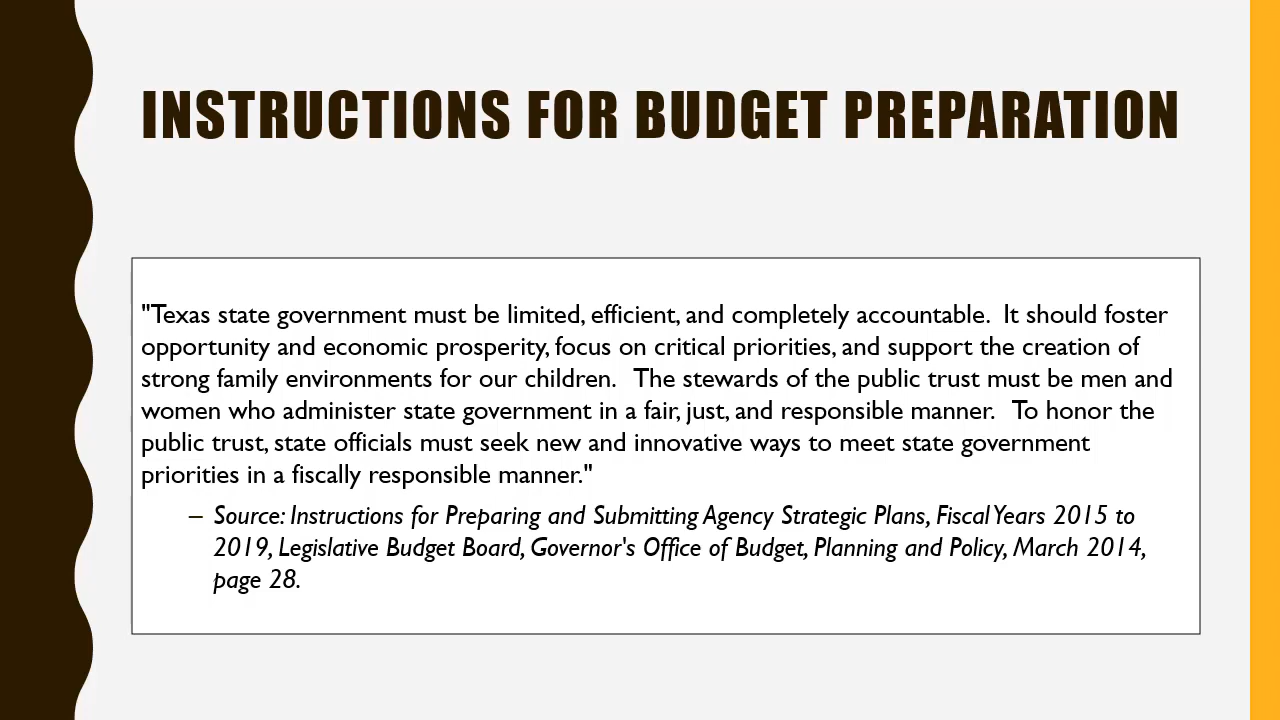 INSTRUCTIONS FOR BUDGET PREPARATION
"Texas state government must be limited, efficient, and completely accountable.  It should foster
opportunity and economic prosperity, focus on critical priorities, and support the creation of
strong family environments for our children.   The stewards of the public trust must be men and
women who administer state government in a fair, just, and responsible manner.   To honor the
public trust, state officials must seek new and innovative ways to meet state government
priorities in a fiscally responsible manner."
– Source: Instructions for Preparing and Submitting Agency Strategic Plans, Fiscal Years 2015 to
2019, Legislative Budget Board, Governor's Office of Budget, Planning and Policy, March 2014,
page 28.